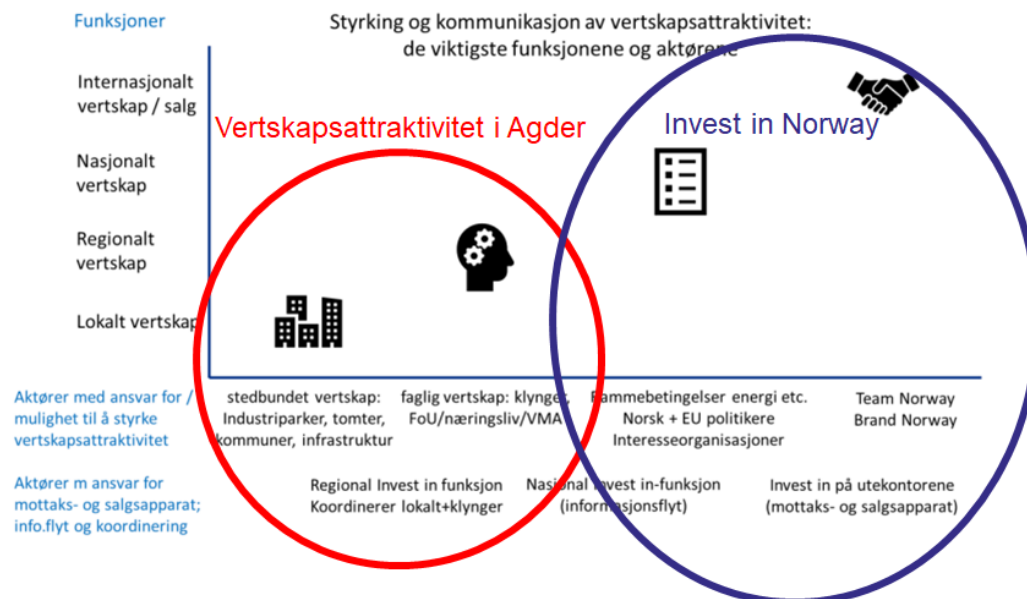 Funksjoner
Styrking og kommunikasjon av vertskapsattraktivitet:
de viktigste funksjonene og aktørene
Internasjonalt
vertskap / salg
Vertskapsattraktivitet i Agder
Invest in Norway
Nasjonalt
vertskap
Regionalt
vertskap
Lokalt vertskap
Aktører med ansvar for /
mulighet til å styrke
vertskapsattraktivitet
stedbundet vertskap:
Industriparker, tomter,
kommuner, infrastruktur
faglig vertskap: klynger,
FoU/næringsliv/VMA
Rammebetingelser energi etc.
Norsk + EU politikere
Interesseorganisasjoner
Team Norway
Brand Norway
Aktører m ansvar for
mottaks- og salgsapparat;
info.flyt og koordinering
Regional Invest in funksjon
Koordinerer lokalt+klynger
Nasjonal Invest in-funksjon
(informasjonsflyt)
Invest in på utekontorene
(mottaks- og salgsapparat)